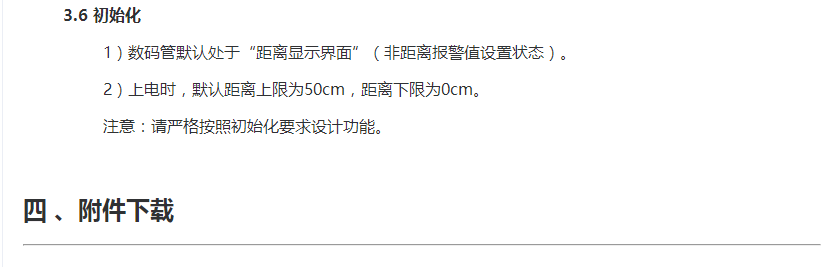 3.6 初始化
1）数码管默认处于“距离显示界面”（非距离报警值设置状态）。
2）上电时，默认距离上限为50cm，距离下限为0cm。
注意：请严格按照初始化要求设计功能。
四 、附件下载